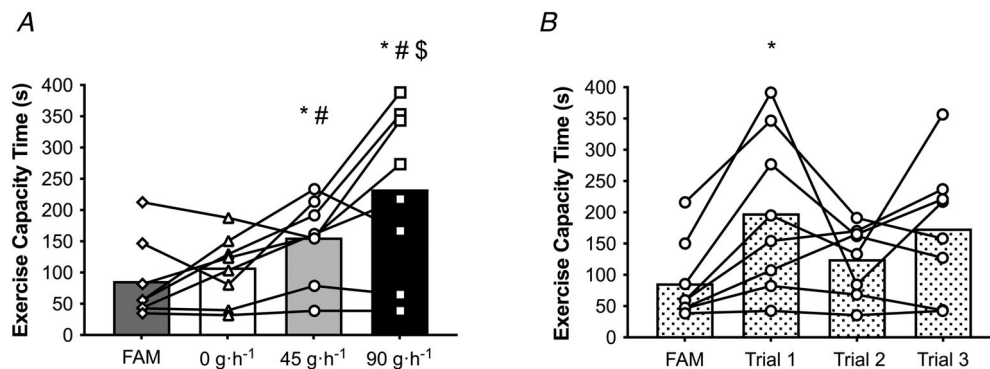 A
* # $
* #
Exercise Capacity Time (s)
400
350
300
250
200
150
100
50
0
FAM
0 g·h⁻¹
45 g·h⁻¹
90 g·h⁻¹
B
*
Exercise Capacity Time (s)
400
350
300
250
200
150
100
50
0
FAM
Trial 1
Trial 2
Trial 3